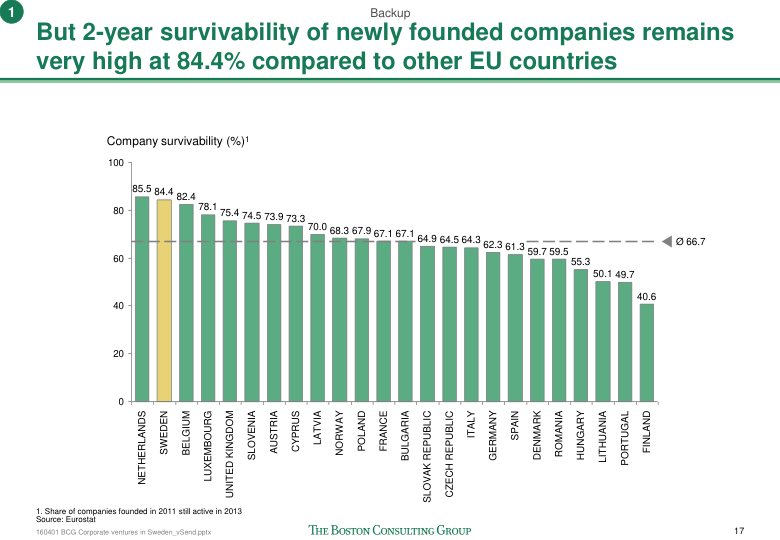 1
Backup
But 2-year survivability of newly founded companies remains
very high at 84.4% compared to other EU countries
Company survivability (%)¹
100
80
60
40
20
0
85.5 84.4 82.4 78.1 75.4 74.5 73.9 73.3 70.0 68.3 67.9 67.1 67.1 64.9 64.5 64.3 62.3 61.3 59.7 59.5 55.3 50.1 49.7 40.6
Ø 66.7
NETHERLANDS
SWEDEN
BELGIUM
LUXEMBOURG
UNITED KINGDOM
SLOVENIA
AUSTRIA
CYPRUS
LATVIA
NORWAY
POLAND
FRANCE
BULGARIA
SLOVAK REPUBLIC
CZECH REPUBLIC
ITALY
GERMANY
SPAIN
DENMARK
ROMANIA
HUNGARY
LITHUANIA
PORTUGAL
FINLAND
1. Share of companies founded in 2011 still active in 2013
Source: Eurostat
160401 BCG Corporate ventures in Sweden_vSend.pptx
THE BOSTON CONSULTING GROUP
17